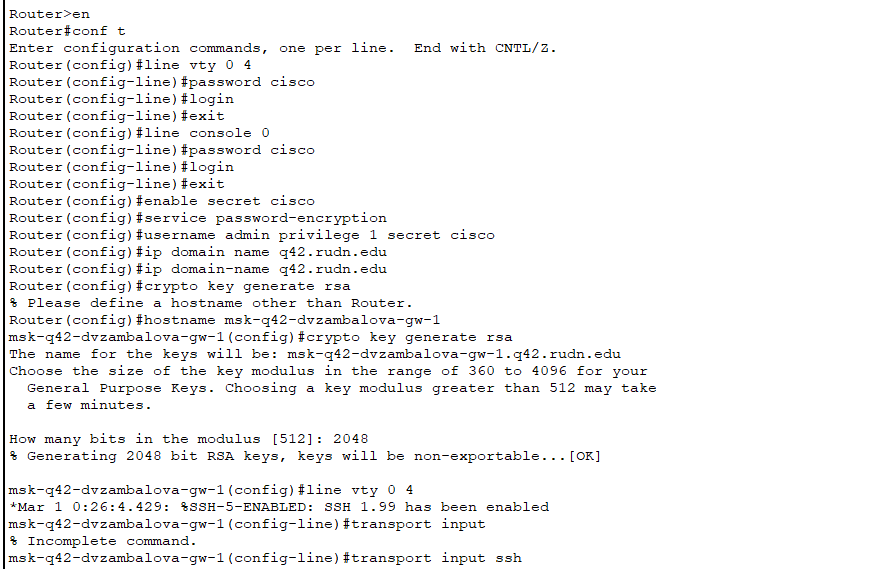 Router>en
Router#conf t
Enter configuration commands, one per line.  End with CNTL/Z.
Router(config)#line vty 0 4
Router(config-line)#password cisco
Router(config-line)#login
Router(config-line)#exit
Router(config)#line console 0
Router(config-line)#password cisco
Router(config-line)#login
Router(config-line)#exit
Router(config)#enable secret cisco
Router(config)#service password-encryption
Router(config)#username admin privilege 1 secret cisco
Router(config)#ip domain name q42.rudn.edu
Router(config)#ip domain-name q42.rudn.edu
Router(config)#crypto key generate rsa
% Please define a hostname other than Router.
Router(config)#hostname msk-q42-dvzambalova-gw-1
msk-q42-dvzambalova-gw-1(config)#crypto key generate rsa
The name for the keys will be: msk-q42-dvzambalova-gw-1.q42.rudn.edu
Choose the size of the key modulus in the range of 360 to 4096 for your
  General Purpose Keys. Choosing a key modulus greater than 512 may take
  a few minutes.

How many bits in the modulus [512]: 2048
% Generating 2048 bit RSA keys, keys will be non-exportable...[OK]

msk-q42-dvzambalova-gw-1(config)#line vty 0 4
*Mar 1 0:26:4.429: %SSH-5-ENABLED: SSH 1.99 has been enabled
msk-q42-dvzambalova-gw-1(config-line)#transport input
% Incomplete command.
msk-q42-dvzambalova-gw-1(config-line)#transport input ssh